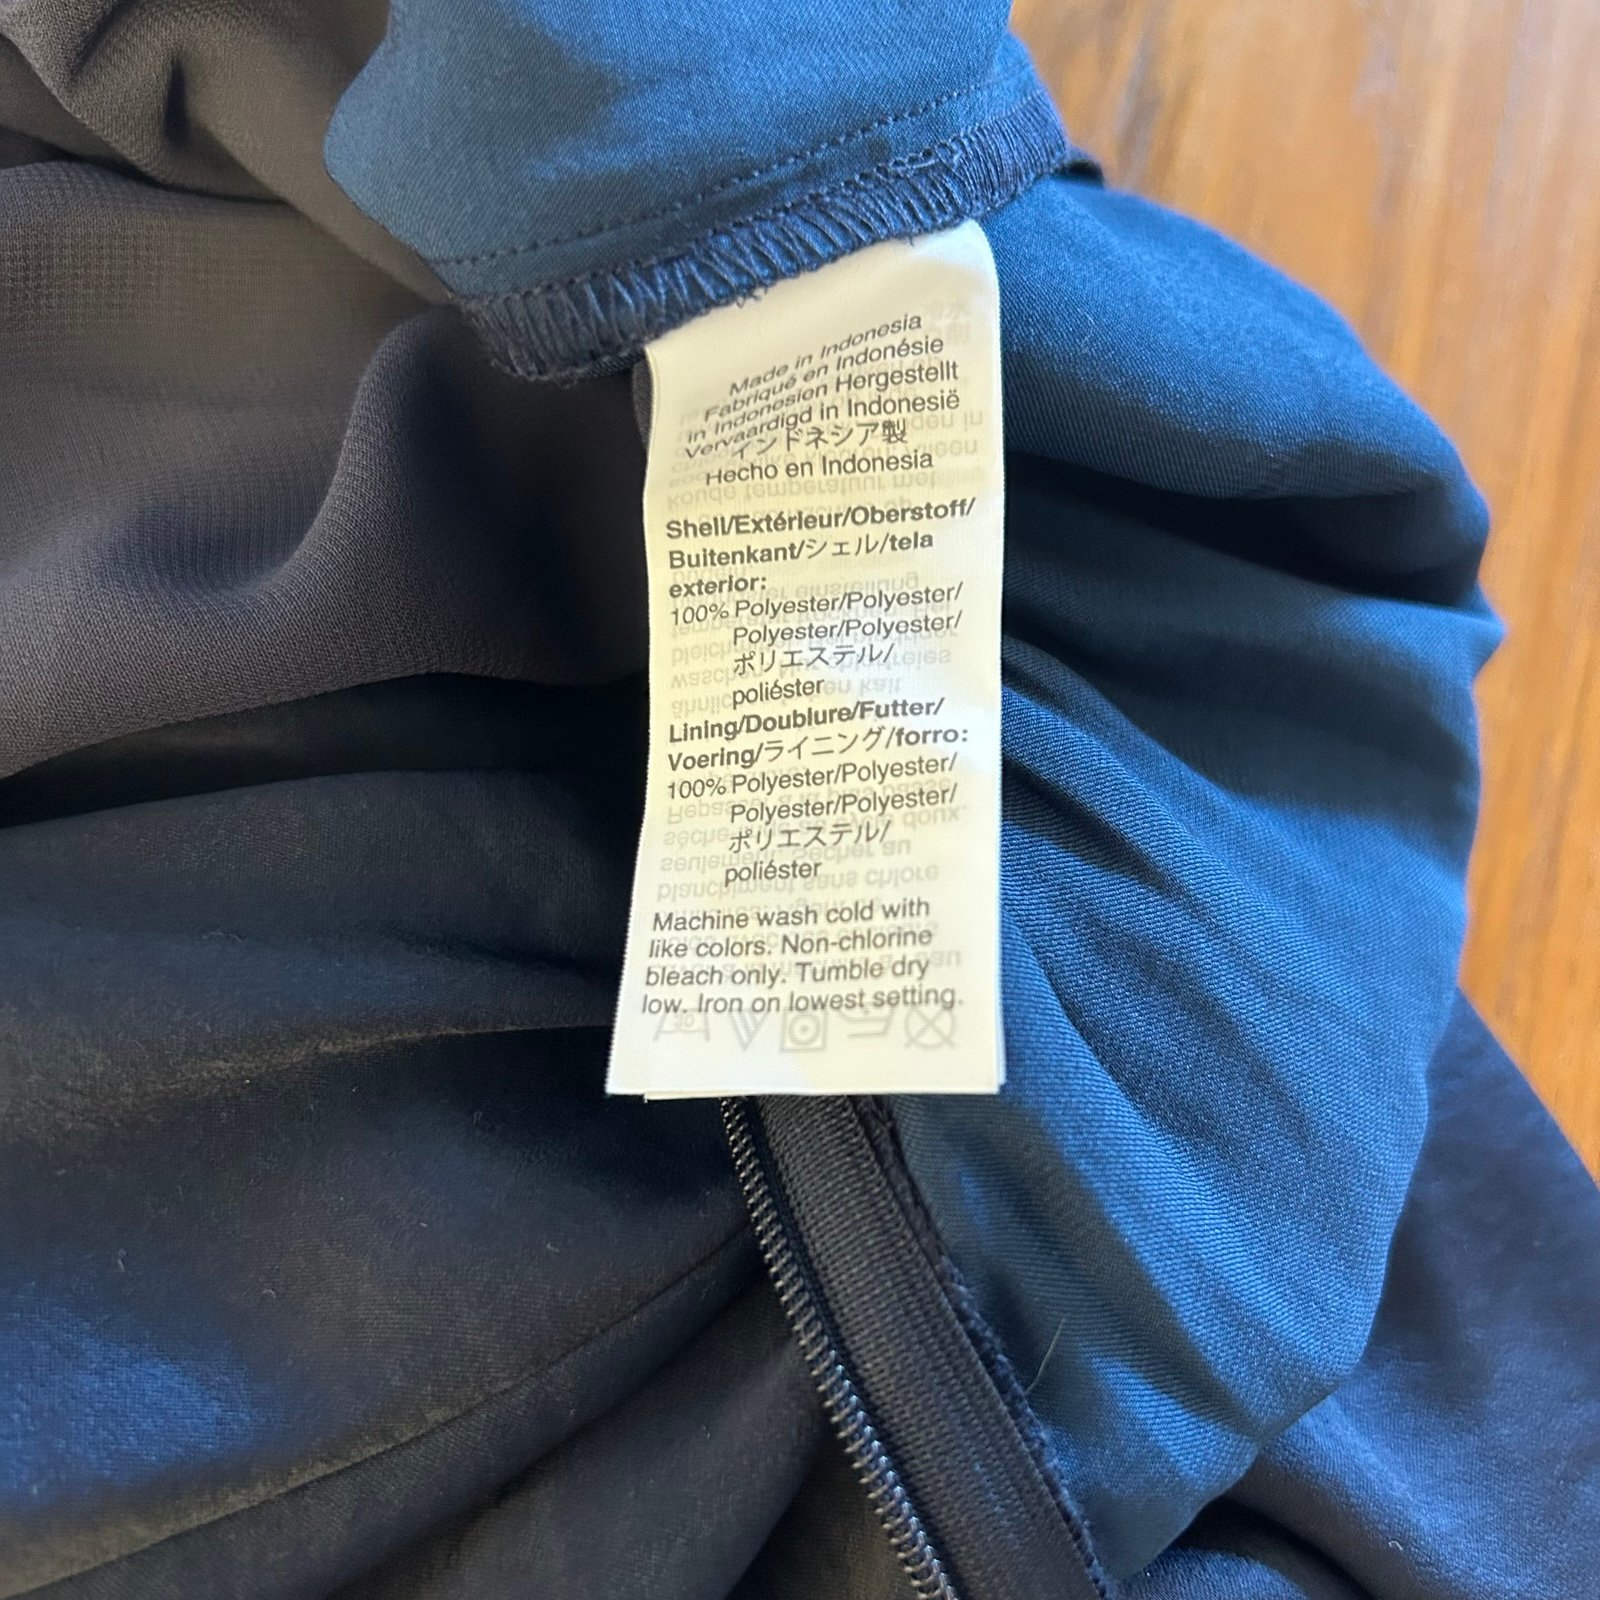 Made in Indonesia
Fabriqué en Indonésie
In Indonesien Hergestellt
Vervaardigd in Indonesië
インドネシア製
Hecho en Indonesia
Shell/Extérieur/Oberstoff/
Buitenkant/シェル/tela
exterior:
100% Polyester/Polyester/
Polyester/Polyester/
ポリエステル/
poliéster
Lining/Doublure/Futter/
Voering/ライニング/forro:
100% Polyester/Polyester/
Polyester/Polyester/
ポリエステル/
poliéster
Machine wash cold with
like colors. Non-chlorine
bleach only. Tumble dry
low. Iron on lowest setting.